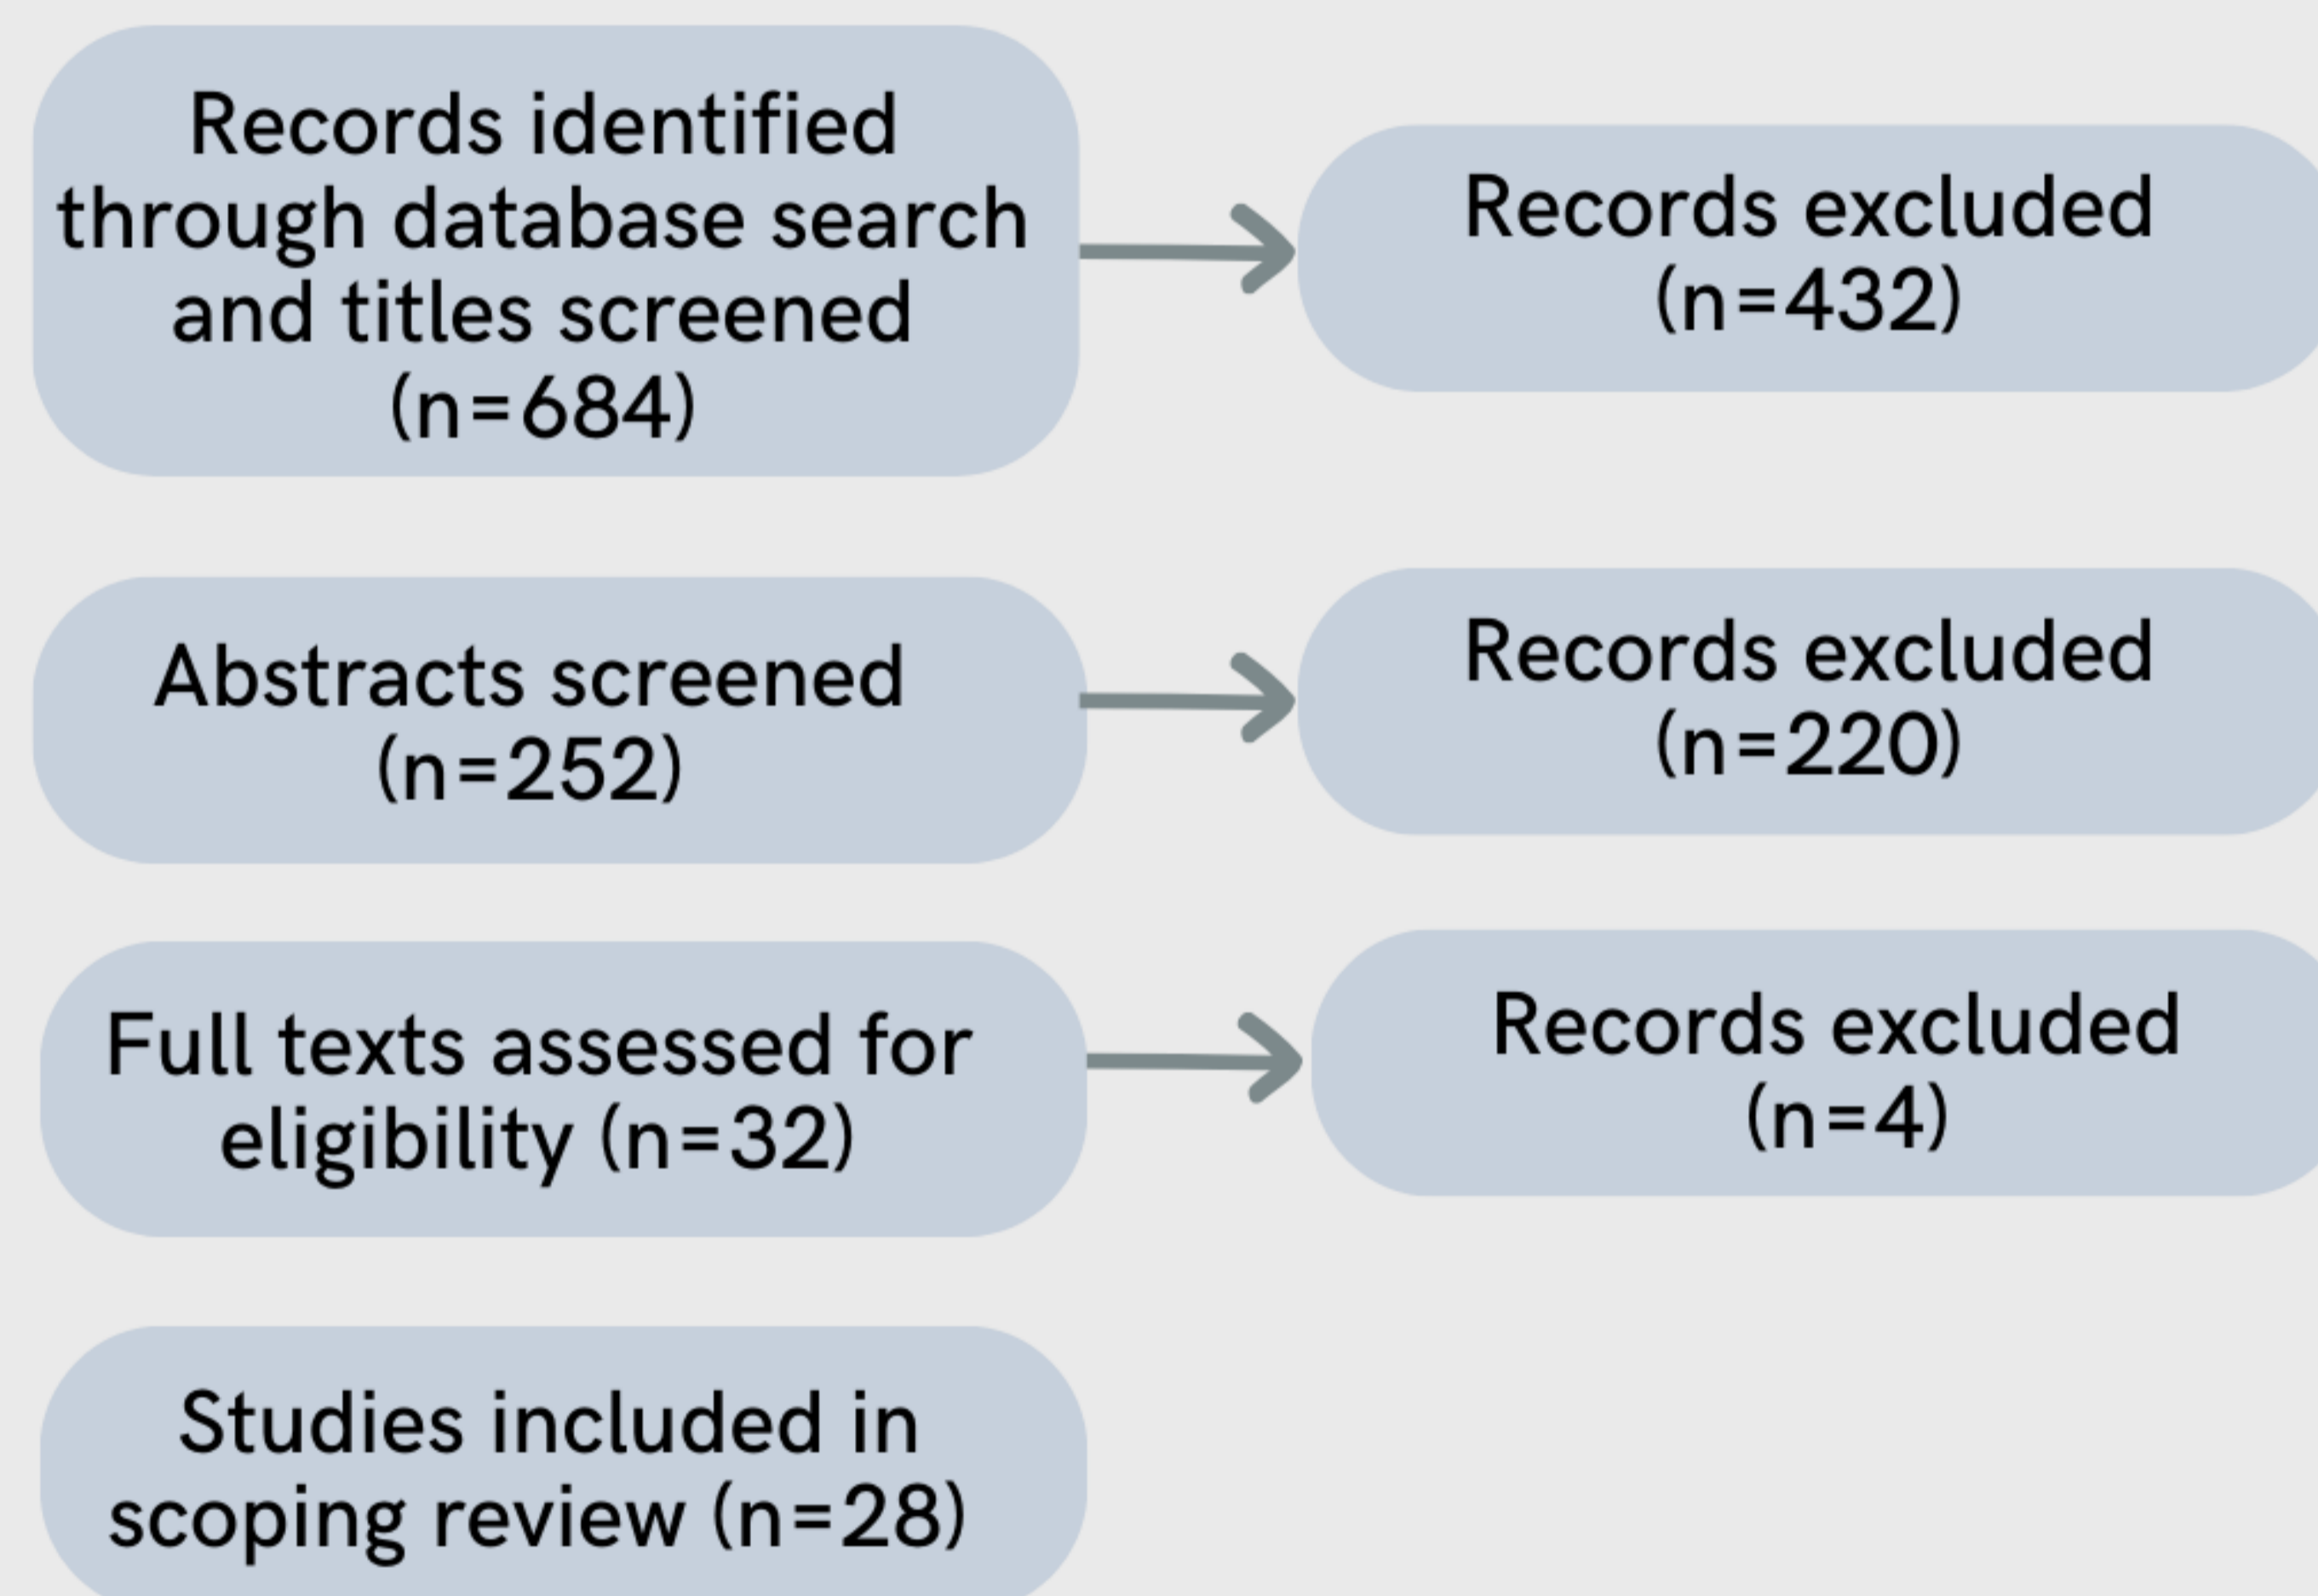 Records identified
through database search
and titles screened
(n=684)
Records excluded
(n=432)
Abstracts screened
(n=252)
Records excluded
(n=220)
Full texts assessed for
eligibility (n=32)
Records excluded
(n=4)
Studies included in
scoping review (n=28)